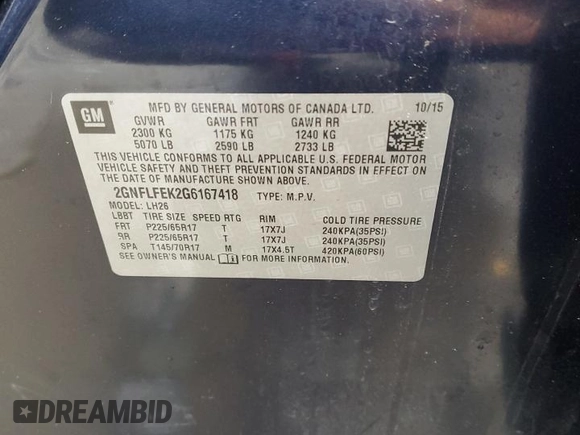 GM
MFD BY GENERAL MOTORS OF CANADA LTD. 10/15
GVWR GAWR FRT GAWR RR
2300 KG 1175 KG 1240 KG
5070 LB 2590 LB 2733 LB
THIS VEHICLE CONFORMS TO ALL APPLICABLE U.S. FEDERAL MOTOR
VEHICLE SAFETY AND THEFT PREVENTION STANDARDS IN EFFECT ON
THE DATE OF MANUFACTURE SHOWN ABOVE.
2GNFLFEK2G6167418 TYPE: M.P.V.
MODEL: LH26
LBBT TIRE SIZE SPEED RTG RIM COLD TIRE PRESSURE
FRT P225/65R17 T 17X7J 240KPA(35PSI)
RR P225/65R17 T 17X7J 240KPA(35PSI)
SPA T145/70R17 M 17X4.5T 420KPA(60PSI)
SEE OWNER'S MANUAL FOR MORE INFORMATION.
DREAMBID